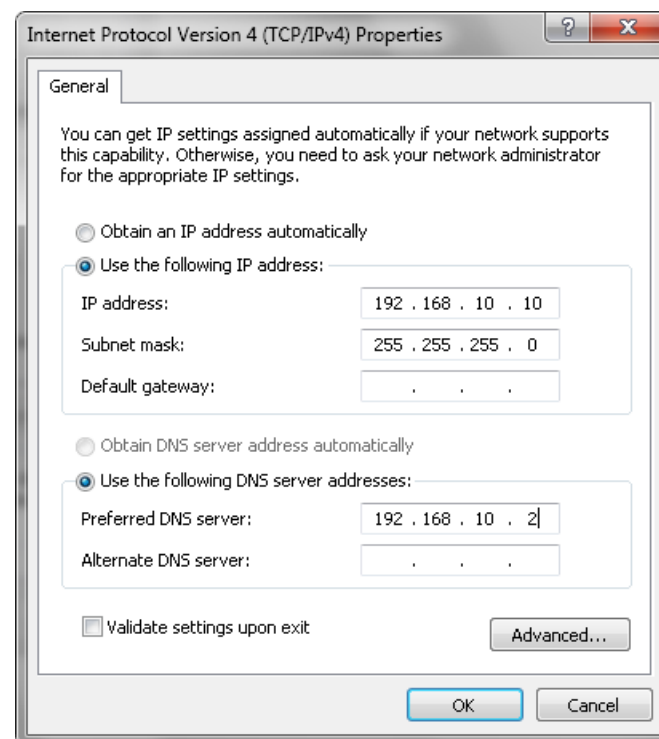 Internet Protocol Version 4 (TCP/IPv4) Properties
General
You can get IP settings assigned automatically if your network supports
this capability. Otherwise, you need to ask your network administrator
for the appropriate IP settings.
Obtain an IP address automatically
Use the following IP address:
IP address: 192 . 168 . 10 . 10
Subnet mask: 255 . 255 . 255 . 0
Default gateway: . . .
Obtain DNS server address automatically
Use the following DNS server addresses:
Preferred DNS server: 192 . 168 . 10 . 2
Alternate DNS server: . . .
Validate settings upon exit
Advanced...
OK Cancel